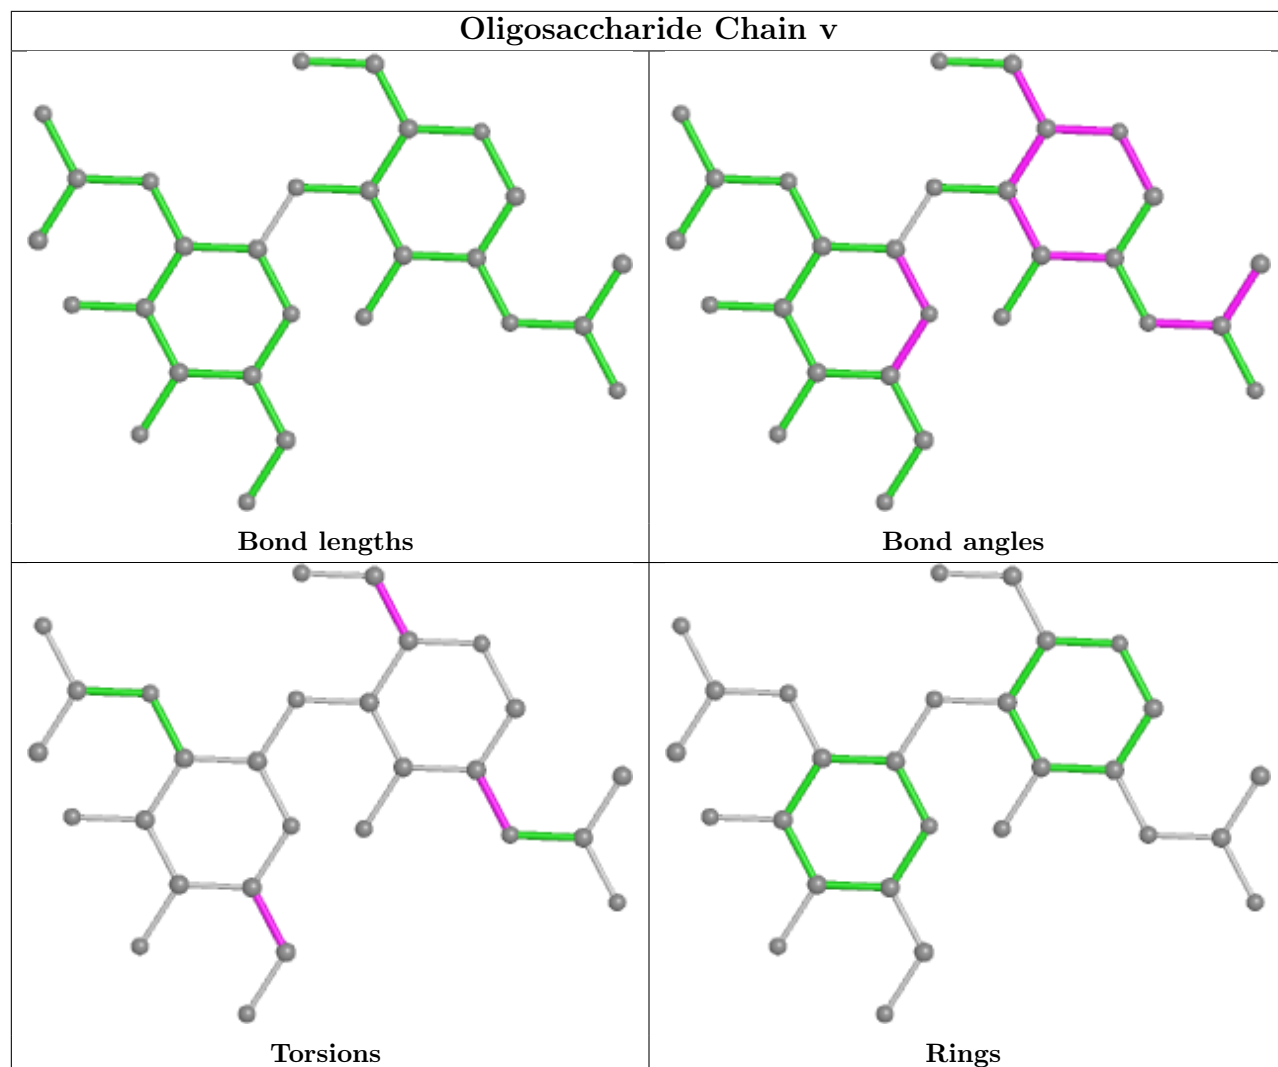 Oligosaccharide Chain v
Bond lengths
Bond angles
Torsions
Rings